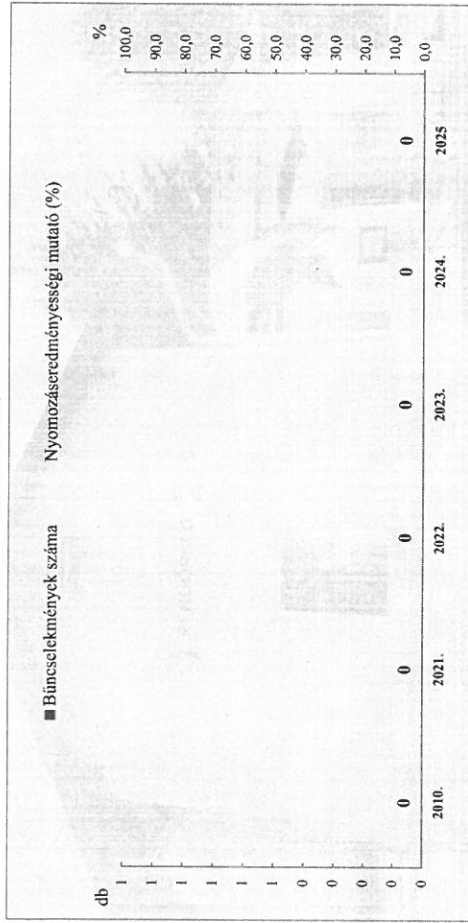 ■ Bűncselekmények száma Nyomozáseredményességi mutató (%)
db %
1 100,0
1 90,0
1 80,0
1 70,0
1 60,0
1 50,0
0 40,0
0 30,0
0 20,0
0 10,0
0 0,0
0 0 0 0 0 0
2010. 2021. 2022. 2023. 2024. 2025